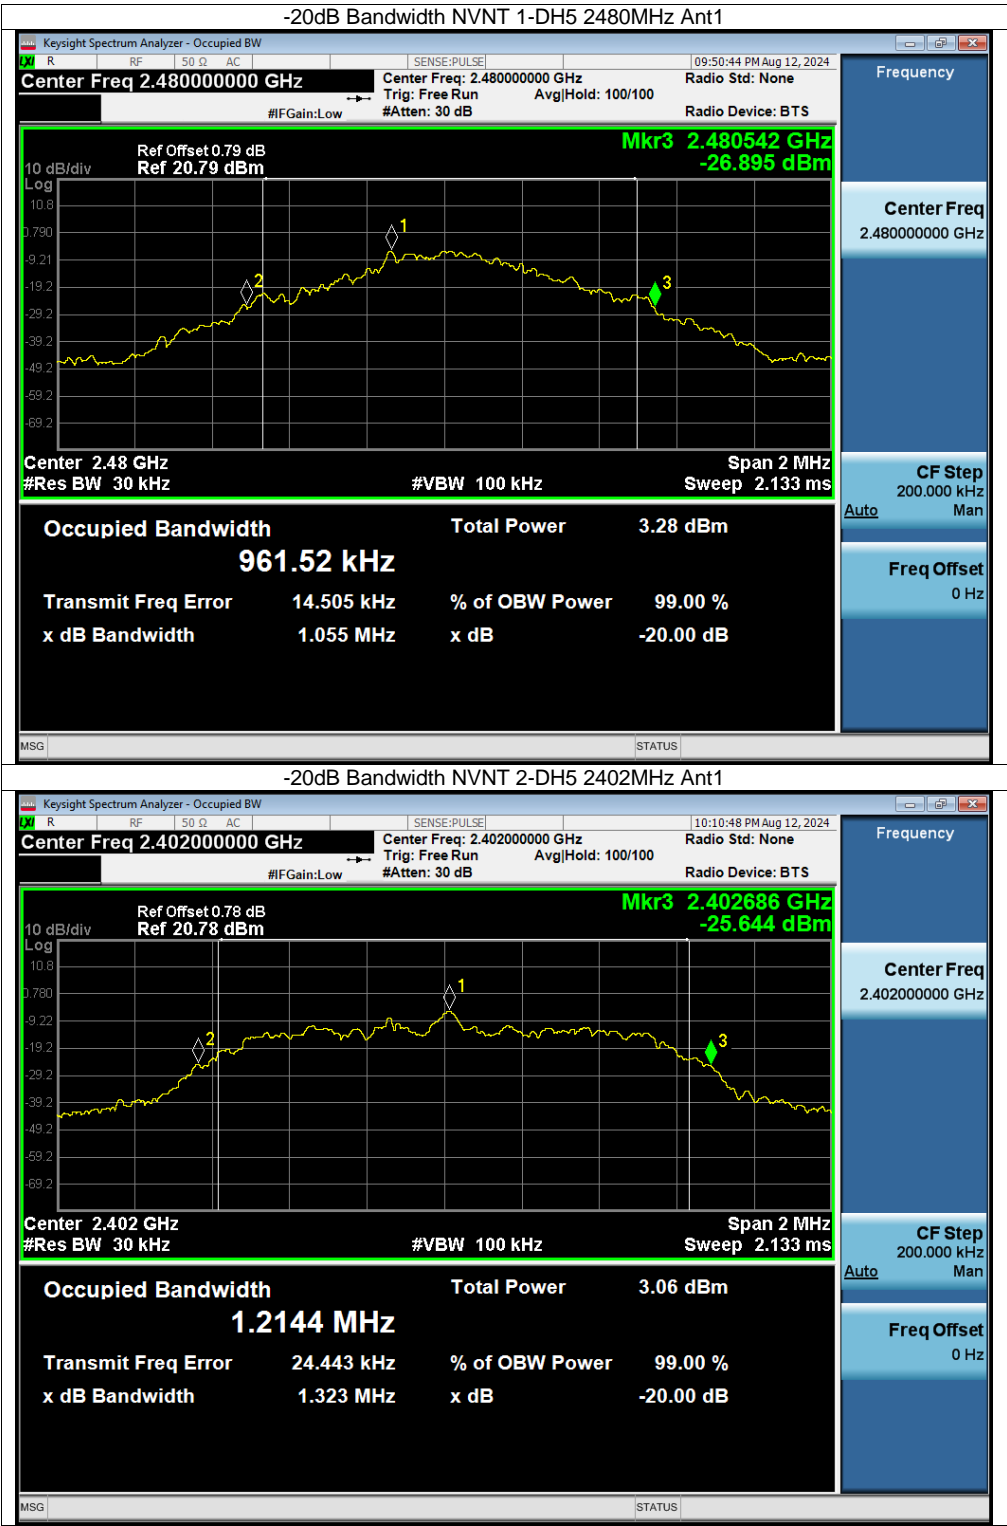 -20dB Bandwidth NVNT 1-DH5 2480MHz Ant1
Keysight Spectrum Analyzer - Occupied BW
LXI R RF 50 Ω AC SENSE:PULSE 09:50:44 PM Aug 12, 2024
Center Freq 2.480000000 GHz
Center Freq: 2.480000000 GHz
Radio Std: None
Trig: Free Run Avg|Hold: 100/100
#IFGain:Low #Atten: 30 dB Radio Device: BTS
Mkr3 2.480542 GHz
-26.895 dBm
Ref Offset 0.79 dB
10 dB/div Ref 20.79 dBm
Log
10.8
0.790
-9.21
-19.2
-29.2
-39.2
-49.2
-59.2
-69.2
1
2
3
Center 2.48 GHz Span 2 MHz
#Res BW 30 kHz #VBW 100 kHz Sweep 2.133 ms
Occupied Bandwidth Total Power 3.28 dBm
961.52 kHz
Transmit Freq Error 14.505 kHz % of OBW Power 99.00 %
x dB Bandwidth 1.055 MHz x dB -20.00 dB
MSG STATUS
Frequency
Center Freq
2.480000000 GHz
CF Step
200.000 kHz
Auto Man
Freq Offset
0 Hz
-20dB Bandwidth NVNT 2-DH5 2402MHz Ant1
Keysight Spectrum Analyzer - Occupied BW
LXI R RF 50 Ω AC SENSE:PULSE 10:10:48 PM Aug 12, 2024
Center Freq 2.402000000 GHz
Center Freq: 2.402000000 GHz
Radio Std: None
Trig: Free Run Avg|Hold: 100/100
#IFGain:Low #Atten: 30 dB Radio Device: BTS
Mkr3 2.402686 GHz
-25.644 dBm
Ref Offset 0.78 dB
10 dB/div Ref 20.78 dBm
Log
10.8
0.780
-9.22
-19.2
-29.2
-39.2
-49.2
-59.2
-69.2
1
2
3
Center 2.402 GHz Span 2 MHz
#Res BW 30 kHz #VBW 100 kHz Sweep 2.133 ms
Occupied Bandwidth Total Power 3.06 dBm
1.2144 MHz
Transmit Freq Error 24.443 kHz % of OBW Power 99.00 %
x dB Bandwidth 1.323 MHz x dB -20.00 dB
MSG STATUS
Frequency
Center Freq
2.402000000 GHz
CF Step
200.000 kHz
Auto Man
Freq Offset
0 Hz